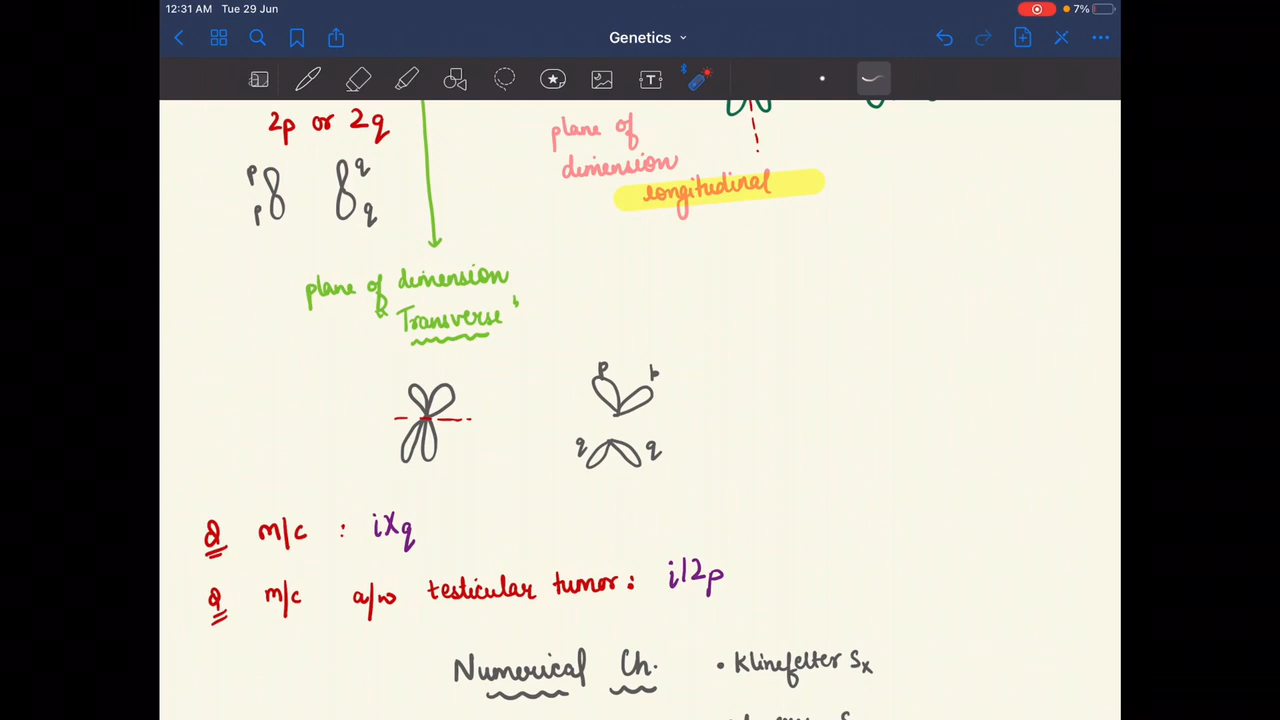 12:31 AM Tue 29 Jun
7%
Genetics
T
2p or 2q
p
p
q
q
plane of
dimension
longitudinal
plane of dimension
Transverse
p
p
q
q
Q m/c : iXq
Q m/c a/w testicular tumor : i12p
Numerical Ch.
• Klinefelter Sx